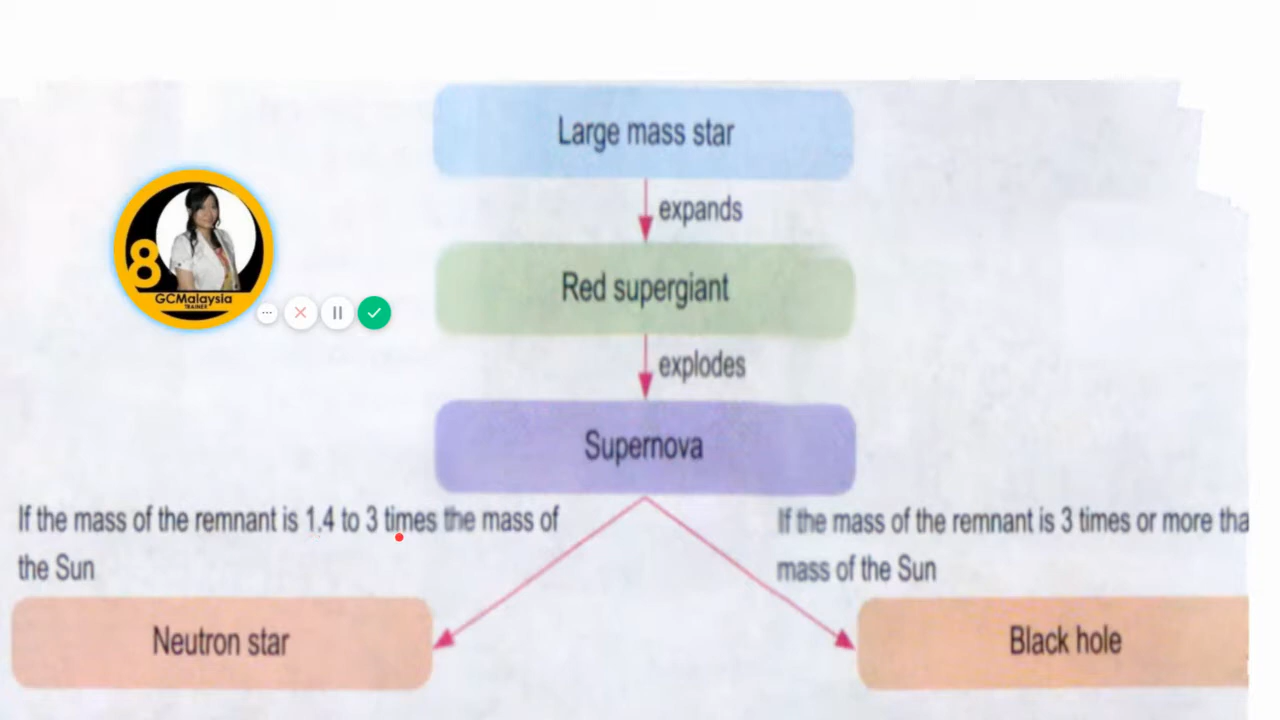 Large mass star
expands
8
GCMalaysia
TRAINER
Red supergiant
explodes
Supernova
If the mass of the remnant is 1.4 to 3 times the mass of
the Sun
If the mass of the remnant is 3 times or more tha
mass of the Sun
Neutron star
Black hole